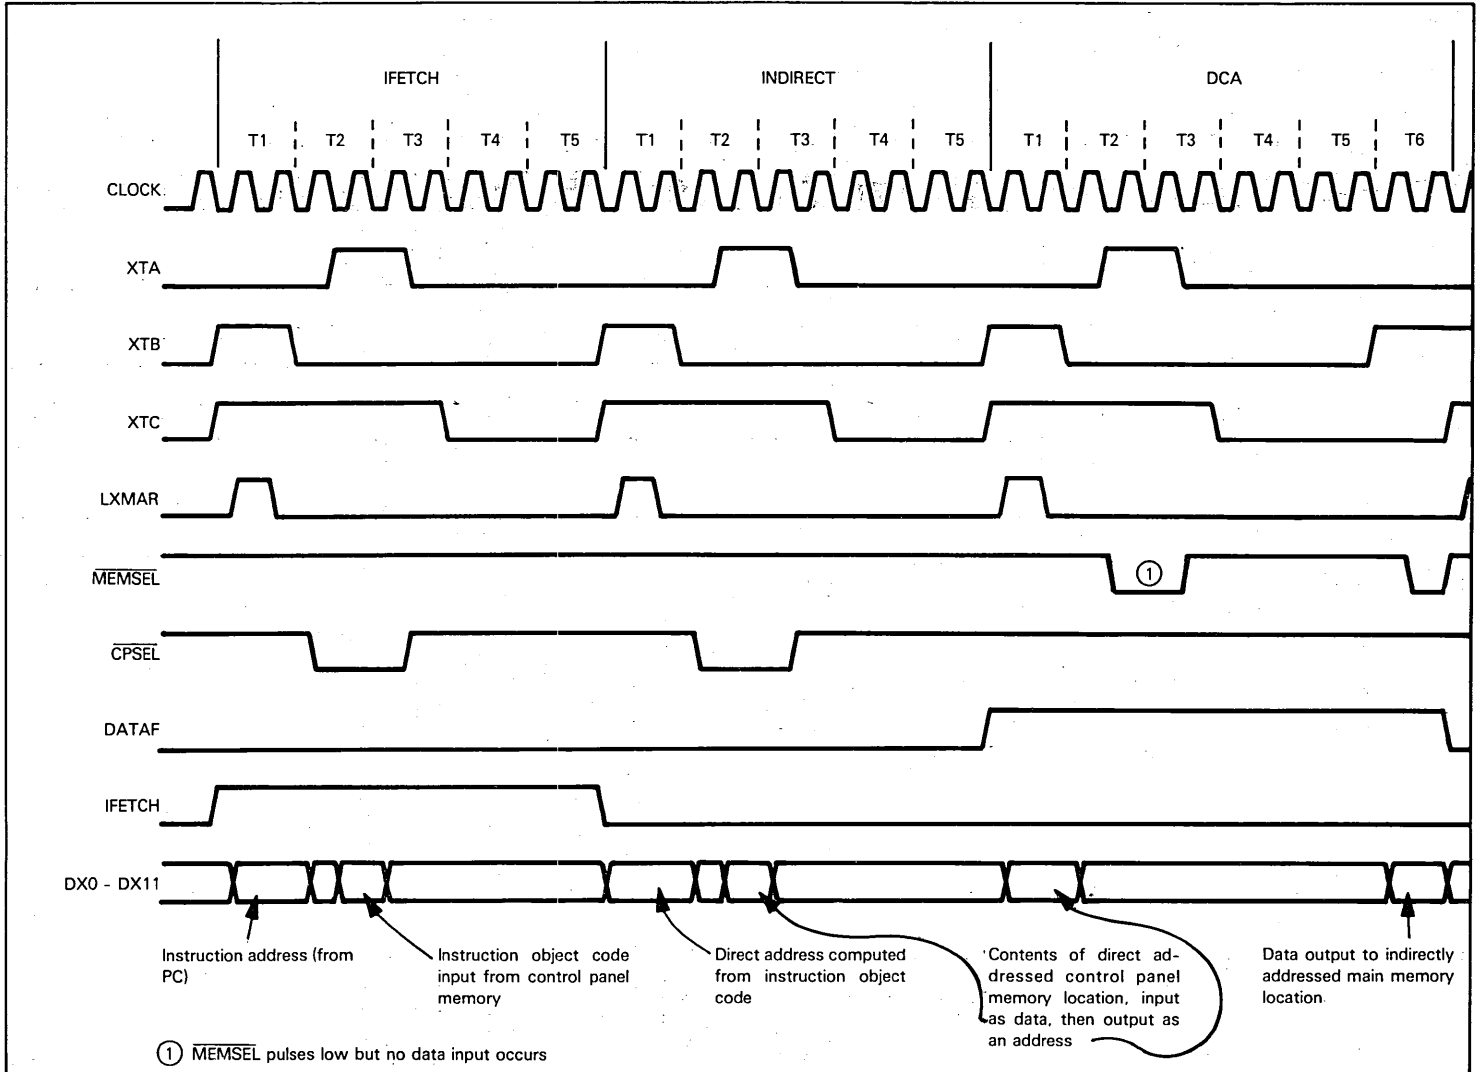 IFETCH INDIRECT DCA
T1 T2 T3 T4 T5 T1 T2 T3 T4 T5 T1 T2 T3 T4 T5 T6
CLOCK
XTA
XTB
XTC
LXMAR
MEMSEL
1
CPSEL
DATAF
IFETCH
DX0 - DX11
Instruction address (from
PC)
Instruction object code
input from control panel
memory
Direct address computed
from instruction object
code
Contents of direct ad-
dressed control panel
memory location, input
as data, then output as
an address
Data output to indirectly
addressed main memory
location
1 MEMSEL pulses low but no data input occurs